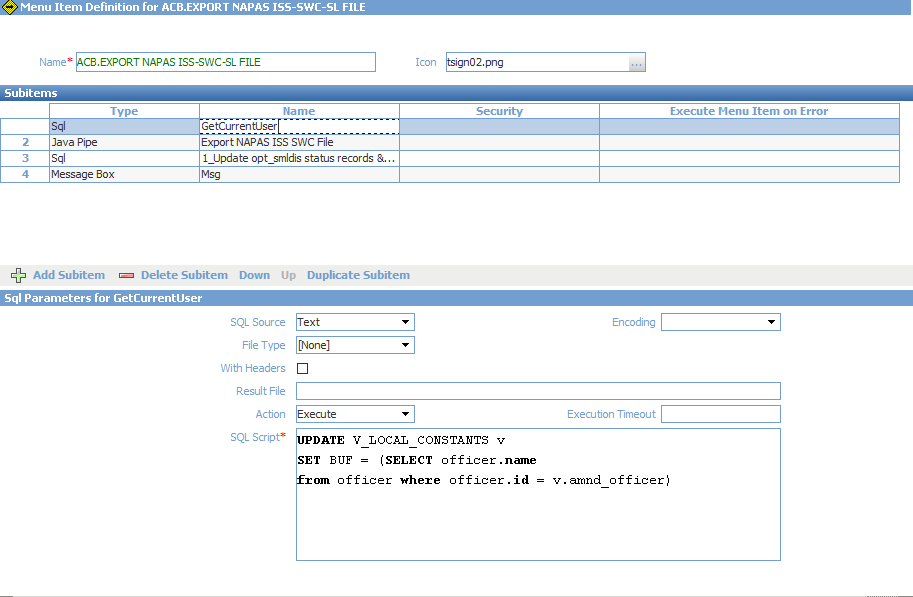 Menu Item Definition for ACB.EXPORT NAPAS ISS-SWC-SL FILE
Name* ACB.EXPORT NAPAS ISS-SWC-SL FILE Icon tsign02.png ...
Subitems
Type Name Security Execute Menu Item on Error
Sql GetCurrentUser
2 Java Pipe Export NAPAS ISS SWC File
3 Sql 1_Update opt_smldis status records &...
4 Message Box Msg
Add Subitem Delete Subitem Down Up Duplicate Subitem
Sql Parameters for GetCurrentUser
SQL Source Text Encoding
File Type [None]
With Headers
Result File
Action Execute Execution Timeout
SQL Script* UPDATE V_LOCAL_CONSTANTS v
SET BUF = (SELECT officer.name
from officer where officer.id = v.amnd_officer)